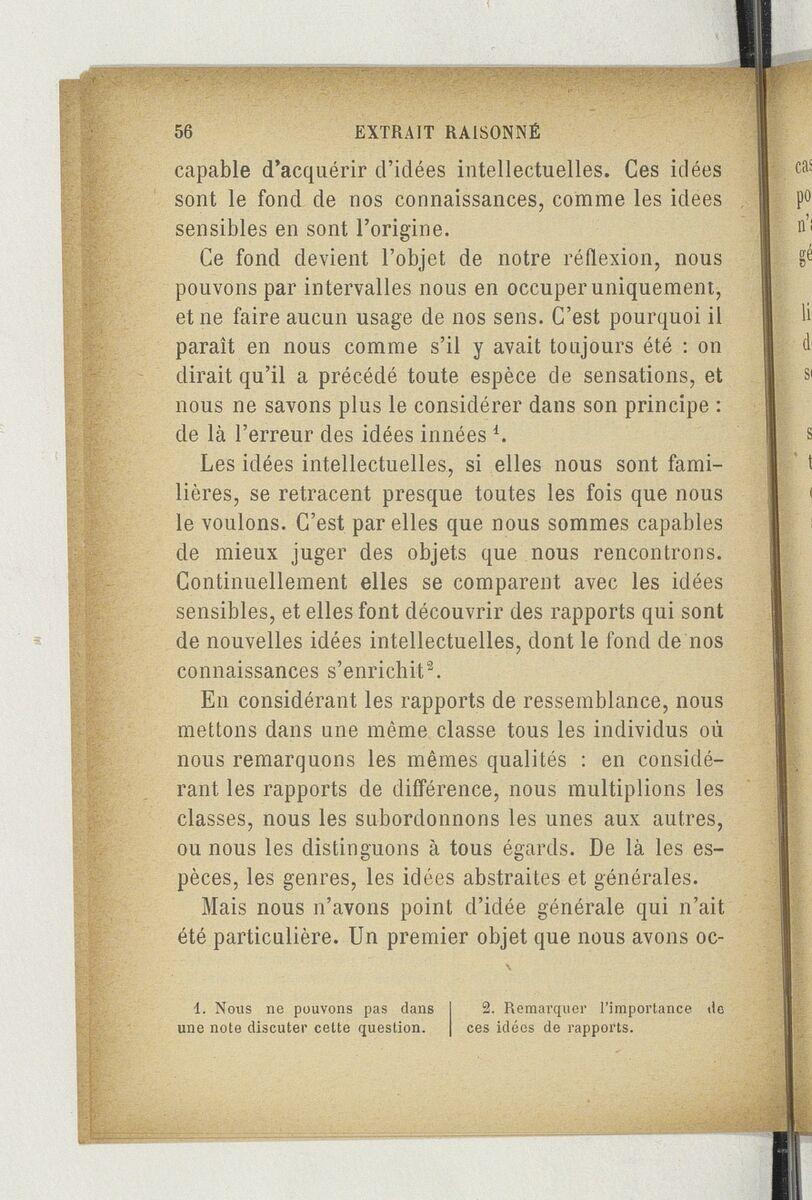 56
EXTRAIT RAISONNÉ
capable d'acquérir d'idées intellectuelles. Ces idées
sont le fond de nos connaissances, comme les idees
sensibles en sont l'origine.
Ce fond devient l'objet de notre réflexion, nous
pouvons par intervalles nous en occuper uniquement,
et ne faire aucun usage de nos sens. C'est pourquoi il
paraît en nous comme s'il y avait toujours été : on
dirait qu'il a précédé toute espèce de sensations, et
nous ne savons plus le considérer dans son principe :
de là l'erreur des idées innées ¹.
Les idées intellectuelles, si elles nous sont fami-
lières, se retracent presque toutes les fois que nous
le voulons. C'est par elles que nous sommes capables
de mieux juger des objets que nous rencontrons.
Continuellement elles se comparent avec les idées
sensibles, et elles font découvrir des rapports qui sont
de nouvelles idées intellectuelles, dont le fond de nos
connaissances s'enrichit ².
En considérant les rapports de ressemblance, nous
mettons dans une même classe tous les individus où
nous remarquons les mêmes qualités : en considé-
rant les rapports de différence, nous multiplions les
classes, nous les subordonnons les unes aux autres,
ou nous les distinguons à tous égards. De là les es-
pèces, les genres, les idées abstraites et générales.
Mais nous n'avons point d'idée générale qui n'ait
été particulière. Un premier objet que nous avons oc-
1. Nous ne pouvons pas dans
une note discuter cette question.
2. Remarquer l'importance de
ces idées de rapports.